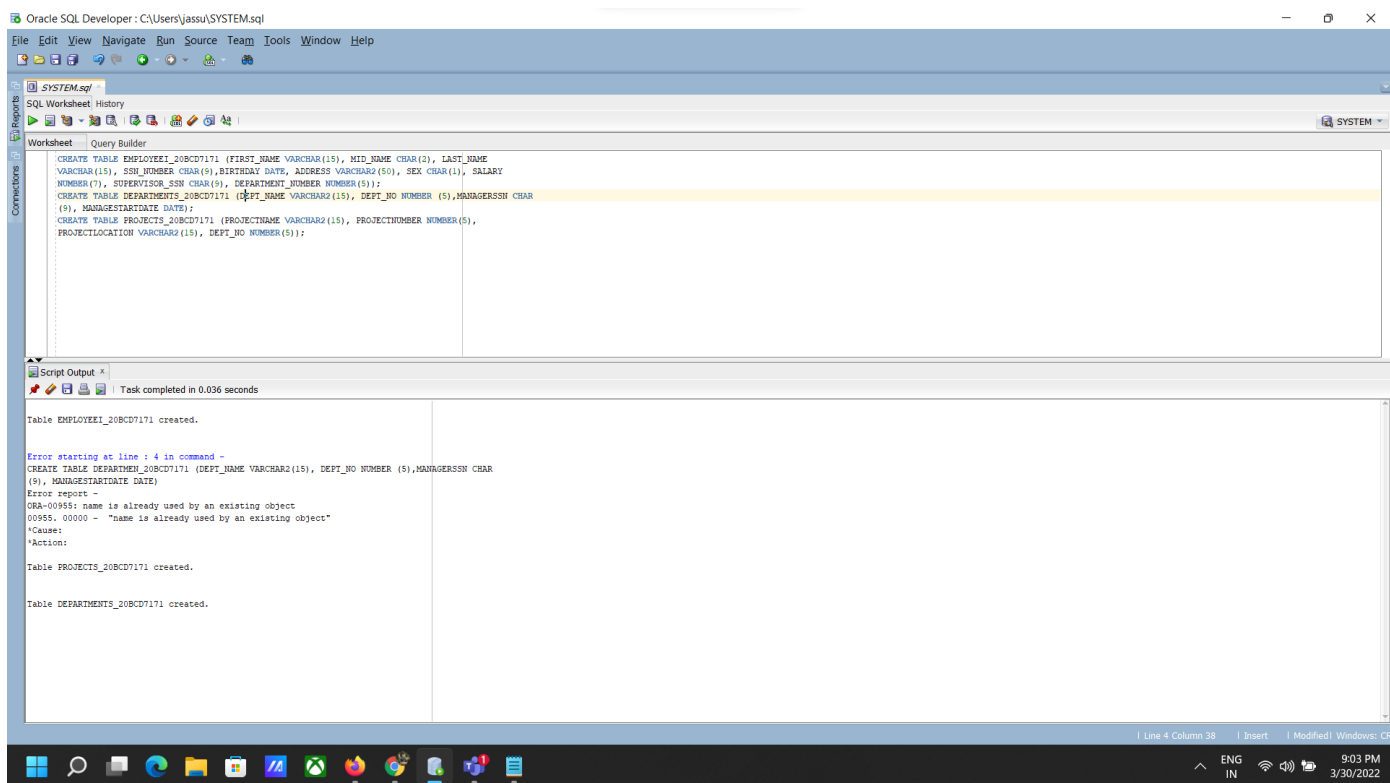 Oracle SQL Developer : C:\Users\jassu\SYSTEM.sql
File Edit View Navigate Run Source Team Tools Window Help
SYSTEM.sql
SQL Worksheet History
SYSTEM
Worksheet Query Builder
Reports
Connections
CREATE TABLE EMPLOYEEI_20BCD7171 (FIRST_NAME VARCHAR(15), MID_NAME CHAR(2), LAST_NAME
VARCHAR(15), SSN_NUMBER CHAR(9),BIRTHDAY DATE, ADDRESS VARCHAR2(50), SEX CHAR(1), SALARY
NUMBER(7), SUPERVISOR_SSN CHAR(9), DEPARTMENT_NUMBER NUMBER(5));
CREATE TABLE DEPARTMENTS_20BCD7171 (DEPT_NAME VARCHAR2(15), DEPT_NO NUMBER (5),MANAGERSSN CHAR
(9), MANAGESTARTDATE DATE);
CREATE TABLE PROJECTS_20BCD7171 (PROJECTNAME VARCHAR2(15), PROJECTNUMBER NUMBER(5),
PROJECTLOCATION VARCHAR2(15), DEPT_NO NUMBER(5));
Script Output x
Task completed in 0.036 seconds
Table EMPLOYEEI_20BCD7171 created.
Error starting at line : 4 in command -
CREATE TABLE DEPARTMEN_20BCD7171 (DEPT_NAME VARCHAR2(15), DEPT_NO NUMBER (5),MANAGERSSN CHAR
(9), MANAGESTARTDATE DATE)
Error report -
ORA-00955: name is already used by an existing object
00955. 00000 - "name is already used by an existing object"
*Cause:
*Action:
Table PROJECTS_20BCD7171 created.
Table DEPARTMENTS_20BCD7171 created.
Line 4 Column 38 Insert Modified Windows: CR
ENG
IN
9:03 PM
3/30/2022